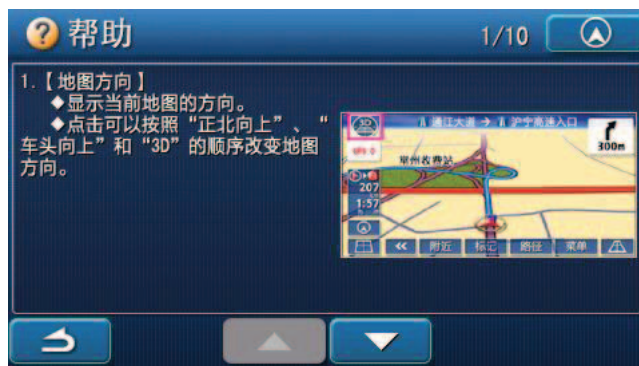 帮助
1/10
1.【地图方向】
◆显示当前地图的方向。
◆点击可以按照“正北向上”、“
车头向上”和“3D”的顺序改变地图
方向。
3D
通江大道 → 沪宁高速入口
300m
GPS
常州收费站
207
1:57
附近 标记 路径 菜单